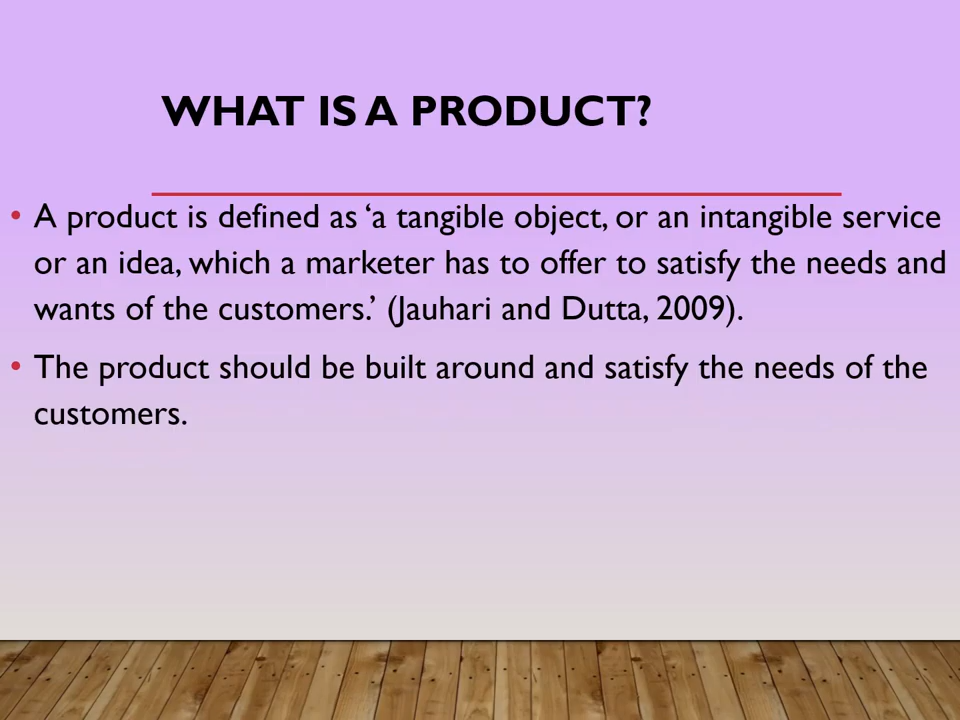 WHAT IS A PRODUCT?
• A product is defined as ‘a tangible object, or an intangible service
or an idea, which a marketer has to offer to satisfy the needs and
wants of the customers.’ (Jauhari and Dutta, 2009).
• The product should be built around and satisfy the needs of the
customers.